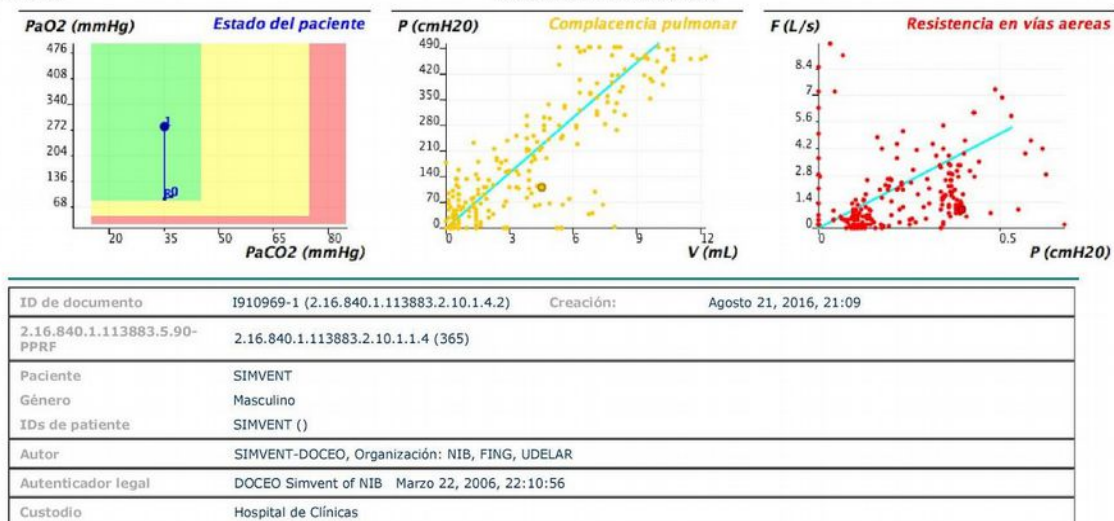 PaO2 (mmHg) Estado del paciente
476
408
340
272
204
136
68
1
20 35 50 65 80
PaCO2 (mmHg)
P (cmH20) Complacencia pulmonar
490
420
350
280
210
140
70
0
0 3 6 9 12
V (mL)
F (L/s) Resistencia en vías aereas
8.4
7
5.6
4.2
2.8
1.4
0
0 0.5
P (cmH20)
ID de documento I910969-1 (2.16.840.1.113883.2.10.1.4.2) Creación: Agosto 21, 2016, 21:09
2.16.840.1.113883.5.90-
PPRF
2.16.840.1.113883.2.10.1.1.4 (365)
Paciente SIMVENT
Género Masculino
IDs de patiente SIMVENT ()
Autor SIMVENT-DOCEO, Organización: NIB, FING, UDELAR
Autenticador legal DOCEO Simvent of NIB Marzo 22, 2006, 22:10:56
Custodio Hospital de Clínicas